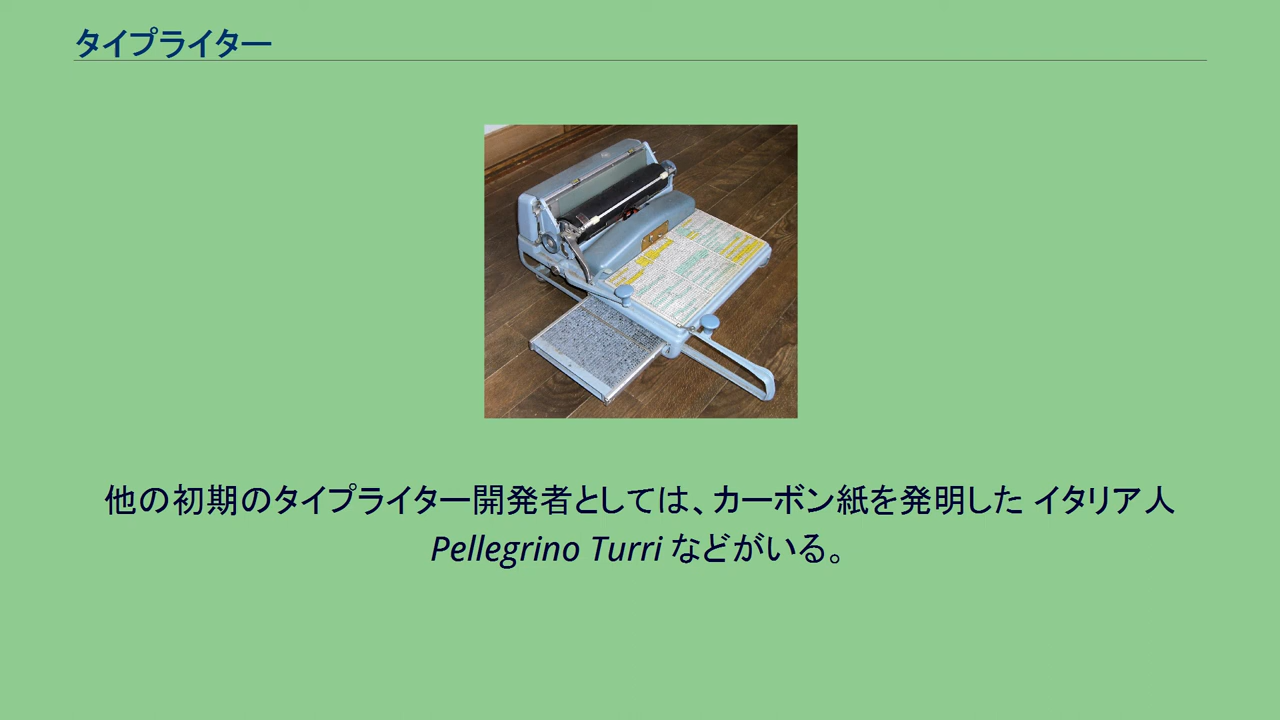 タイプライター
他の初期のタイプライター開発者としては、カーボン紙を発明した イタリア人
Pellegrino Turri などがいる。